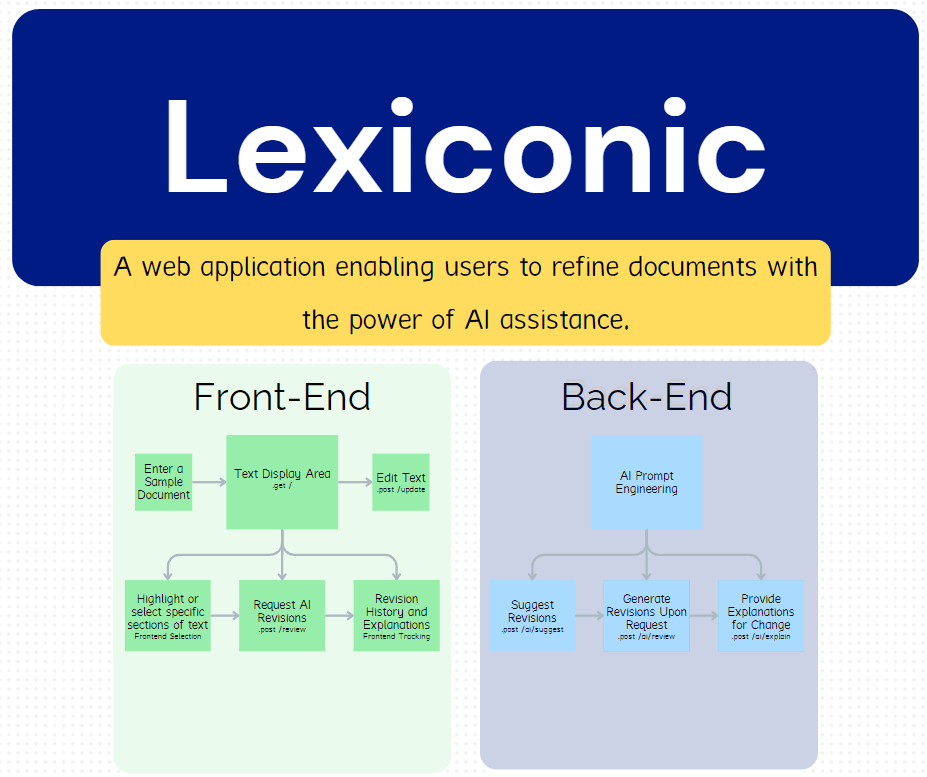 Lexiconic
A web application enabling users to refine documents with
the power of AI assistance.
Front-End
Enter a
Sample
Document
Text Display Area
.get /
Edit Text
.post /update
Highlight or
select specific
sections of text
Frontend Selection
Request AI
Revisions
.post /review
Revision
History and
Explanations
Frontend Tracking
Back-End
AI Prompt
Engineering
Suggest
Revisions
.post /ai/suggest
Generate
Revisions Upon
Request
.post /ai/review
Provide
Explanations
for Change
.post /ai/explain